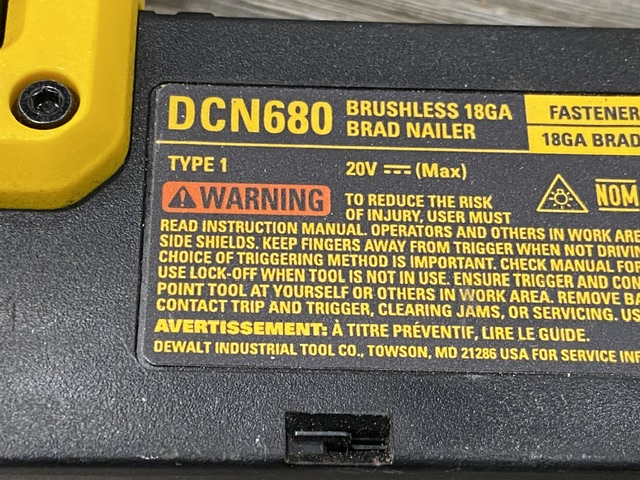 DCN680 BRUSHLESS 18GA
BRAD NAILER
FASTENER
18GA BRAD
TYPE 1 20V (Max)
WARNING TO REDUCE THE RISK
OF INJURY, USER MUST
READ INSTRUCTION MANUAL. OPERATORS AND OTHERS IN WORK ARE
SIDE SHIELDS. KEEP FINGERS AWAY FROM TRIGGER WHEN NOT DRIVIN
CHOICE OF TRIGGERING METHOD IS IMPORTANT. CHECK MANUAL FO
USE LOCK-OFF WHEN TOOL IS NOT IN USE. ENSURE TRIGGER AND CON
POINT TOOL AT YOURSELF OR OTHERS IN WORK AREA. REMOVE BA
CONTACT TRIP AND TRIGGER, CLEARING JAMS, OR SERVICING. US
AVERTISSEMENT: À TITRE PRÉVENTIF, LIRE LE GUIDE.
DEWALT INDUSTRIAL TOOL CO., TOWSON, MD 21286 USA FOR SERVICE INF
NOM